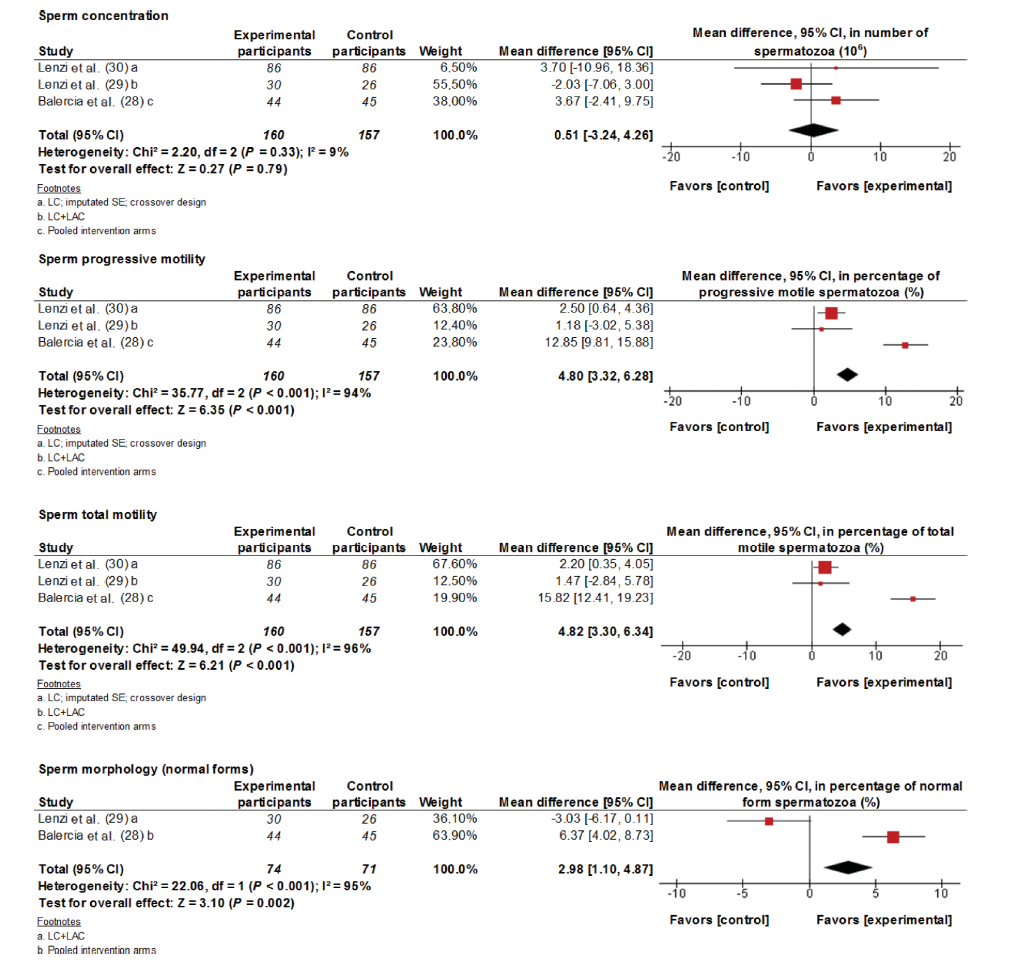 Sperm concentration
Experimental Control Mean difference, 95% CI, in number of
Study participants participants Weight Mean difference [95% CI] spermatozoa (10⁶)
Lenzi et al. (30) a 86 86 6.50% 3.70 [-10.96, 18.36]
Lenzi et al. (29) b 30 26 55,50% -2.03 [-7.06, 3.00]
Balercia et al. (28) c 44 45 38,00% 3.67 [-2.41, 9.75]
Total (95% CI) 160 157 100.0% 0.51 [-3.24, 4.26]
Heterogeneity: Chi² = 2.20, df = 2 (P = 0.33); I² = 9%
-20 -10 0 10 20
Test for overall effect: Z = 0.27 (P = 0.79)
Footnotes Favors [control] Favors [experimental]
a. LC; imputated SE; crossover design
b. LC+LAC
c. Pooled intervention arms
Sperm progressive motility
Experimental Control Mean difference, 95% CI, in percentage of
Study participants participants Weight Mean difference [95% CI] progressive motile spermatozoa (%)
Lenzi et al. (30) a 86 86 63.80% 2.50 [0.64, 4.36]
Lenzi et al. (29) b 30 26 12,40% 1.18 [-3.02, 5.38]
Balercia et al. (28) c 44 45 23,80% 12.85 [9.81, 15.88]
Total (95% CI) 160 157 100.0% 4.80 [3.32, 6.28]
Heterogeneity: Chi² = 35.77, df = 2 (P < 0.001); I² = 94%
-20 -10 0 10 20
Test for overall effect: Z = 6.35 (P < 0.001)
Footnotes Favors [control] Favors [experimental]
a. LC; imputated SE; crossover design
b. LC+LAC
c. Pooled intervention arms
Sperm total motility
Experimental Control Mean difference, 95% CI, in percentage of total
Study participants participants Weight Mean difference [95% CI] motile spermatozoa (%)
Lenzi et al. (30) a 86 86 67.60% 2.20 [0.35, 4.05]
Lenzi et al. (29) b 30 26 12.50% 1.47 [-2.84, 5.78]
Balercia et al. (28) c 44 45 19.90% 15.82 [12.41, 19.23]
Total (95% CI) 160 157 100.0% 4.82 [3.30, 6.34]
Heterogeneity: Chi² = 49.94, df = 2 (P < 0.001); I² = 96%
-20 -10 0 10 20
Test for overall effect: Z = 6.21 (P < 0.001)
Footnotes Favors [control] Favors [experimental]
a. LC; imputated SE; crossover design
b. LC+LAC
c. Pooled intervention arms
Sperm morphology (normal forms)
Experimental Control Mean difference, 95% CI, in percentage of normal
Study participants participants Weight Mean difference [95% CI] form spermatozoa (%)
Lenzi et al. (29) a 30 26 36.10% -3.03 [-6.17, 0.11]
Balercia et al. (28) b 44 45 63.90% 6.37 [4.02, 8.73]
Total (95% CI) 74 71 100.0% 2.98 [1.10, 4.87]
Heterogeneity: Chi² = 22.06, df = 1 (P < 0.001); I² = 95%
-10 -5 0 5 10
Test for overall effect: Z = 3.10 (P = 0.002)
Footnotes Favors [control] Favors [experimental]
a. LC+LAC
b. Pooled intervention arms